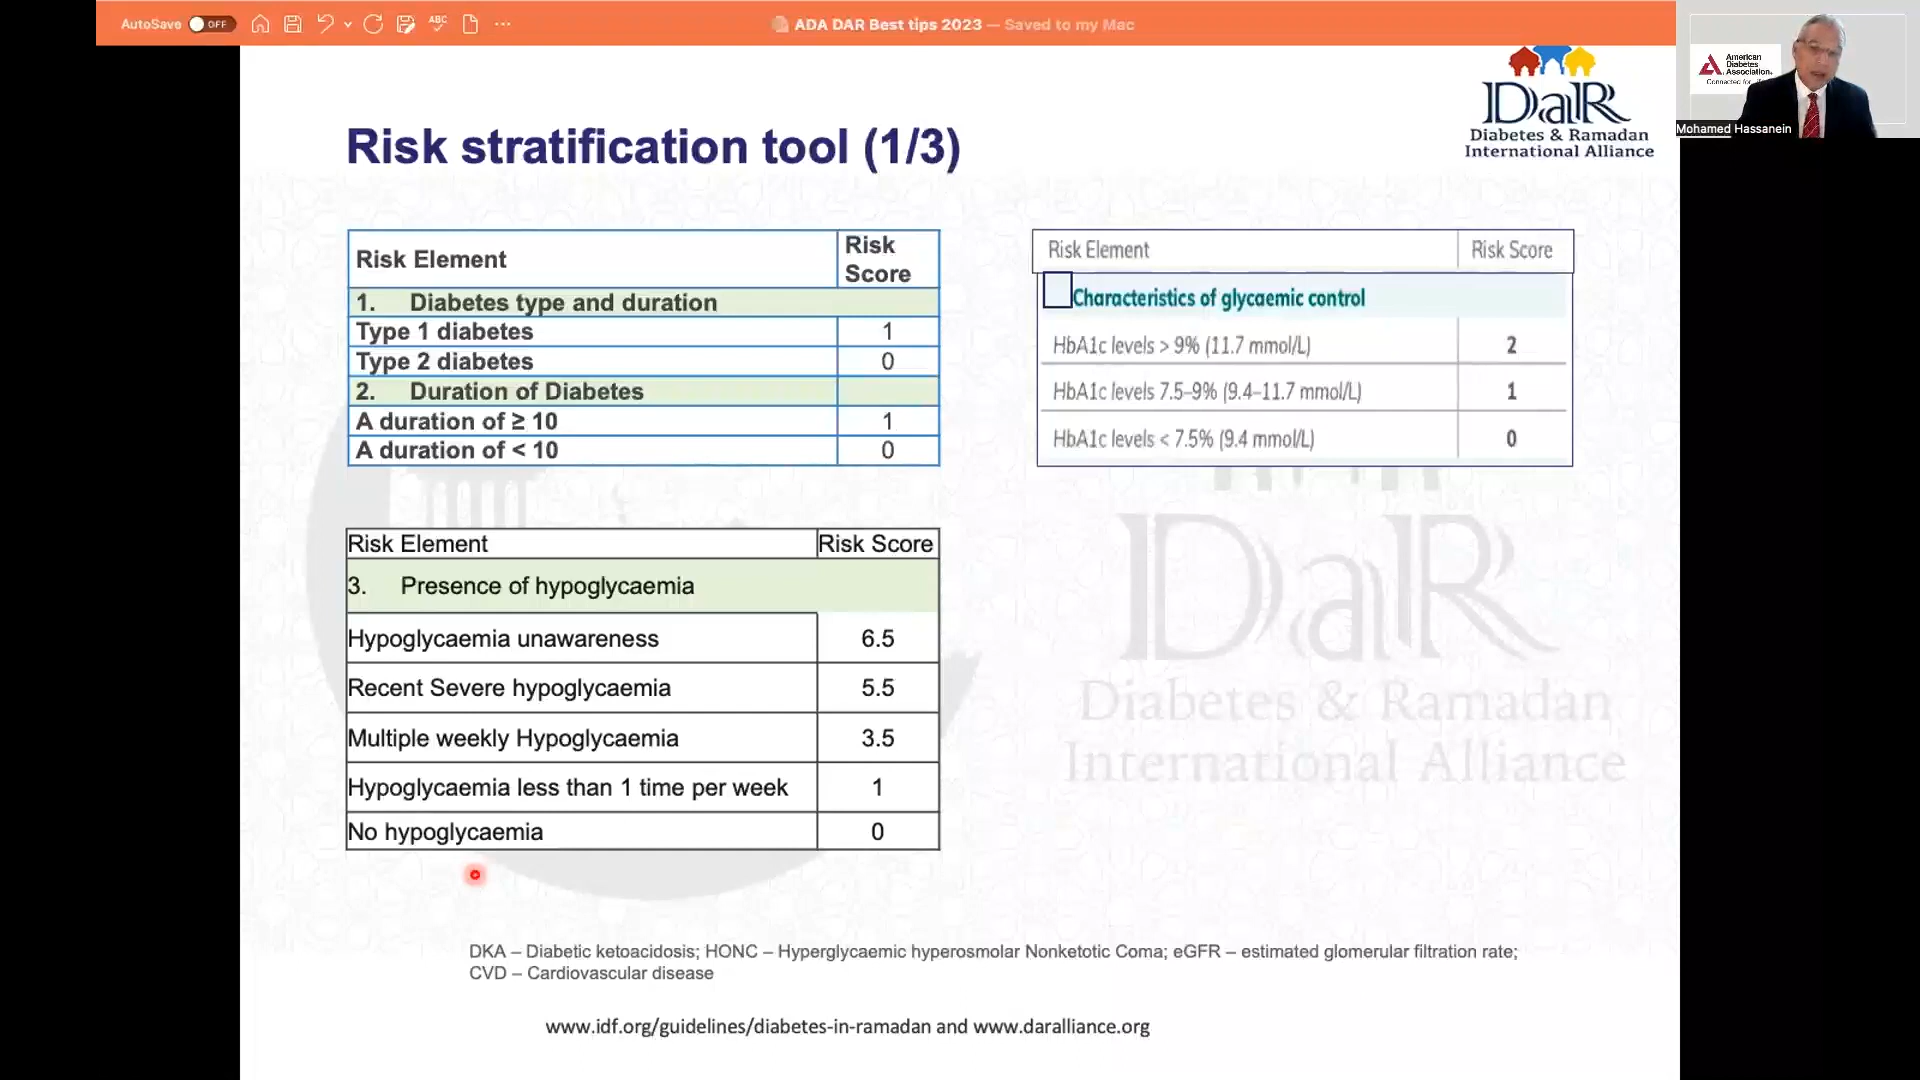 AutoSave OFF
ABC
ADA DAR Best tips 2023 — Saved to my Mac
American
Diabetes
Association.
Mohamed Hassanein
DaR
Diabetes & Ramadan
International Alliance
Risk stratification tool (1/3)
Risk Element Risk Score
1. Diabetes type and duration
Type 1 diabetes 1
Type 2 diabetes 0
2. Duration of Diabetes
A duration of ≥ 10 1
A duration of < 10 0
Risk Element Risk Score
Characteristics of glycaemic control
HbA1c levels > 9% (11.7 mmol/L) 2
HbA1c levels 7.5–9% (9.4–11.7 mmol/L) 1
HbA1c levels < 7.5% (9.4 mmol/L) 0
Risk Element Risk Score
3. Presence of hypoglycaemia
Hypoglycaemia unawareness 6.5
Recent Severe hypoglycaemia 5.5
Multiple weekly Hypoglycaemia 3.5
Hypoglycaemia less than 1 time per week 1
No hypoglycaemia 0
DaR
Diabetes & Ramadan
International Alliance
DKA – Diabetic ketoacidosis; HONC – Hyperglycaemic hyperosmolar Nonketotic Coma; eGFR – estimated glomerular filtration rate;
CVD – Cardiovascular disease
www.idf.org/guidelines/diabetes-in-ramadan and www.daralliance.org